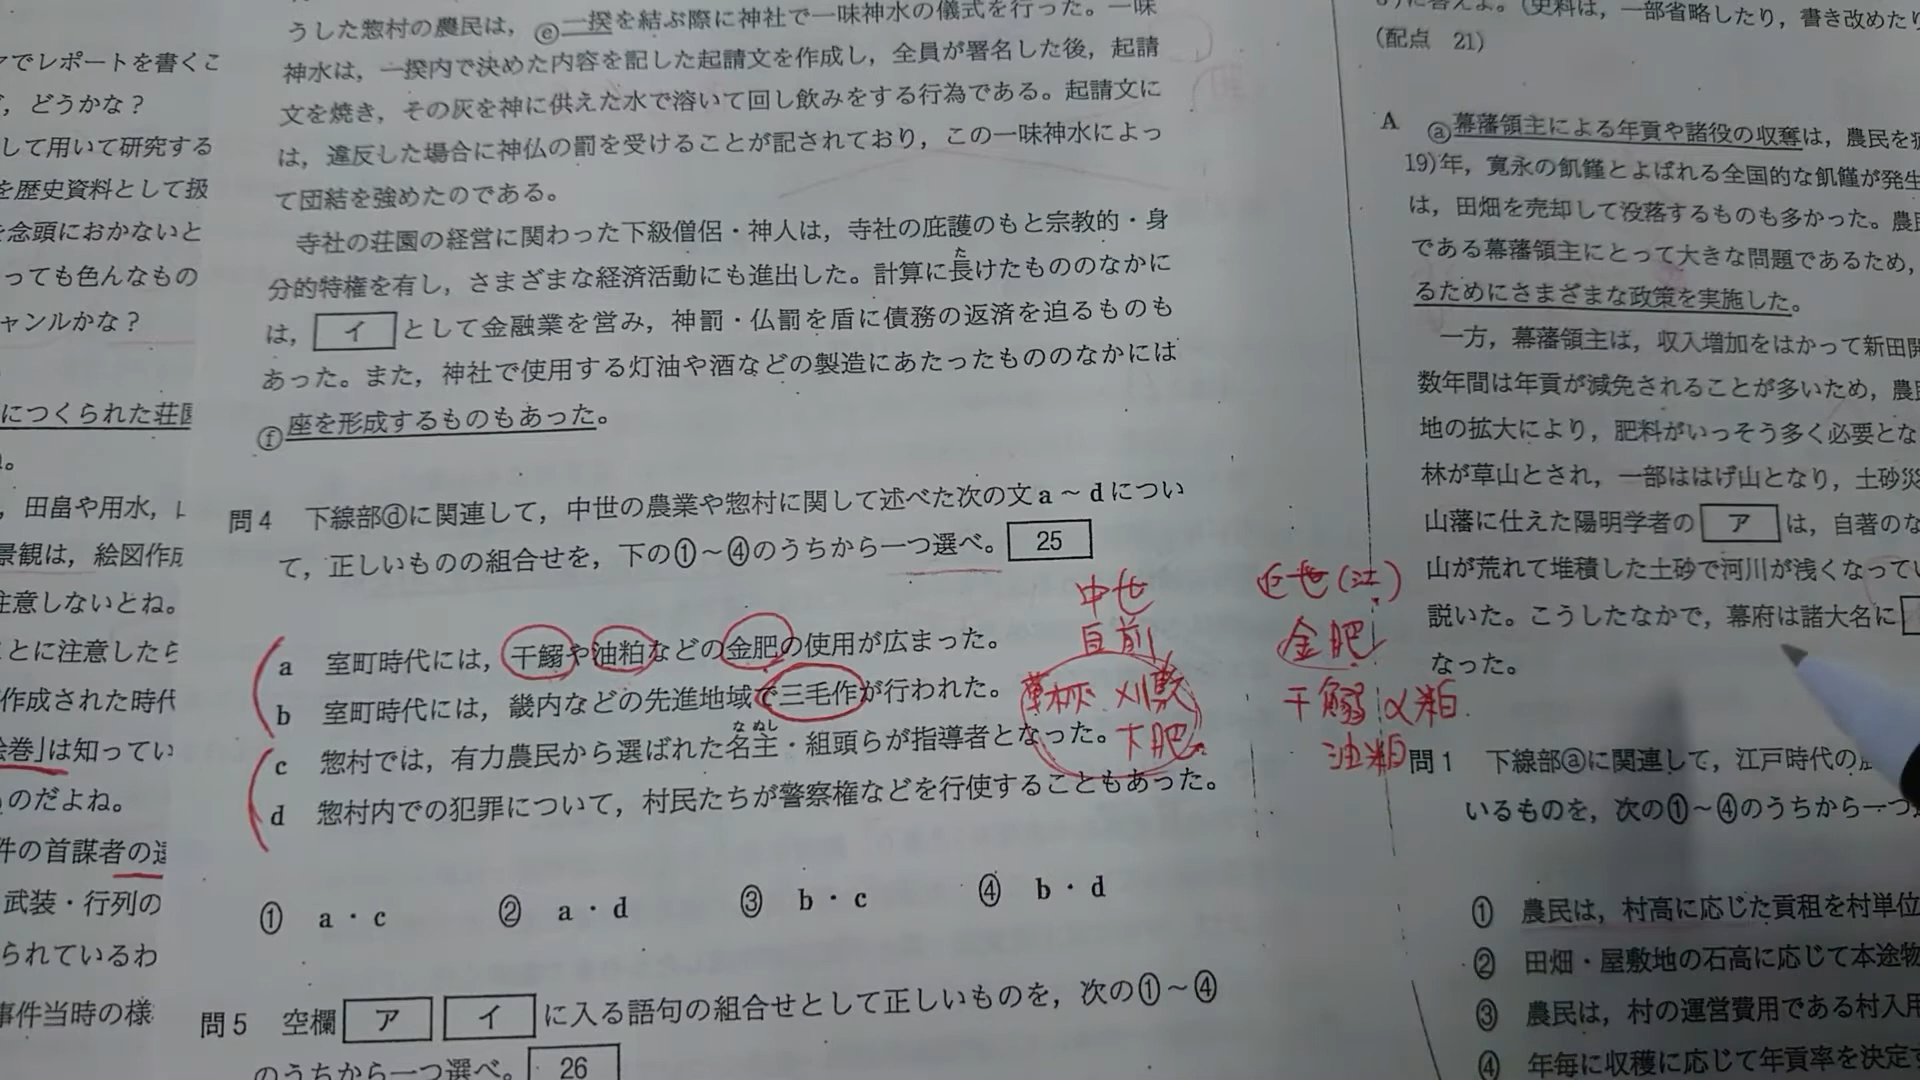 でレポートを書くこ
，どうかな？
して用いて研究する
を歴史資料として扱
を念頭におかないと
っても色んなもの
ャンルかな？
につくられた荘園
。
，田畠や用水，
景観は，絵図作成
注意しないとね。
ことに注意したら
作成された時代
絵巻」は知ってい
のだよね。
件の首謀者の
武装・行列の
られているわ
事件当時の様
うした惣村の農民は，ⓔ一揆を結ぶ際に神社で一味神水の儀式を行った。一味
神水は，一揆内で決めた内容を記した起請文を作成し，全員が署名した後，起請
文を焼き，その灰を神に供えた水で溶いて回し飲みをする行為である。起請文に
は，違反した場合に神仏の罰を受けることが記されており，この一味神水によっ
て団結を強めたのである。
寺社の荘園の経営に関わった下級僧侶・神人は，寺社の庇護のもと宗教的・身
分的特権を有し，さまざまな経済活動にも進出した。計算に長けたもののなかに
は，イとして金融業を営み，神罰・仏罰を盾に債務の返済を迫るものも
あった。また，神社で使用する灯油や酒などの製造にあたったもののなかには
ⓕ座を形成するものもあった。
問4 下線部ⓓに関連して，中世の農業や惣村に関して述べた次の文a～dについ
て，正しいものの組合せを，下の①～④のうちから一つ選べ。 25
a 室町時代には，干鰯や油粕などの金肥の使用が広まった。
b 室町時代には，畿内などの先進地域で三毛作が行われた。
c 惣村では，有力農民から選ばれた名主・組頭らが指導者となった。
d 惣村内での犯罪について，村民たちが警察権などを行使することもあった。
① a・c ② a・d ③ b・c ④ b・d
問5 空欄 ア イ に入る語句の組合せとして正しいものを，次の①～④
のうちから一つ選べ。 26
中世
自前
草木灰 刈敷
下肥
近世(江)
金肥
干鰯 〆粕
油粕
に答えよ。（史料は，一部省略したり，書き改めたり
（配点 21）
A ⓐ幕藩領主による年貢や諸役の収奪は，農民を
19)年，寛永の飢饉とよばれる全国的な飢饉が発生
は，田畑を売却して没落するものも多かった。農民
である幕藩領主にとって大きな問題であるため，
るためにさまざまな政策を実施した。
一方，幕藩領主は，収入増加をはかって新田開
数年間は年貢が減免されることが多いため，農民
地の拡大により，肥料がいっそう多く必要とな
林が草山とされ，一部ははげ山となり，土砂災
山藩に仕えた陽明学者の ア は，自著のな
山が荒れて堆積した土砂で河川が浅くなってい
説いた。こうしたなかで，幕府は諸大名に
なった。
問1 下線部ⓐに関連して，江戸時代の
いるものを，次の①～④のうちから一つ
① 農民は，村高に応じた貢租を村単位
② 田畑・屋敷地の石高に応じて本途物
③ 農民は，村の運営費用である村入用
④ 年毎に収穫に応じて年貢率を決定す